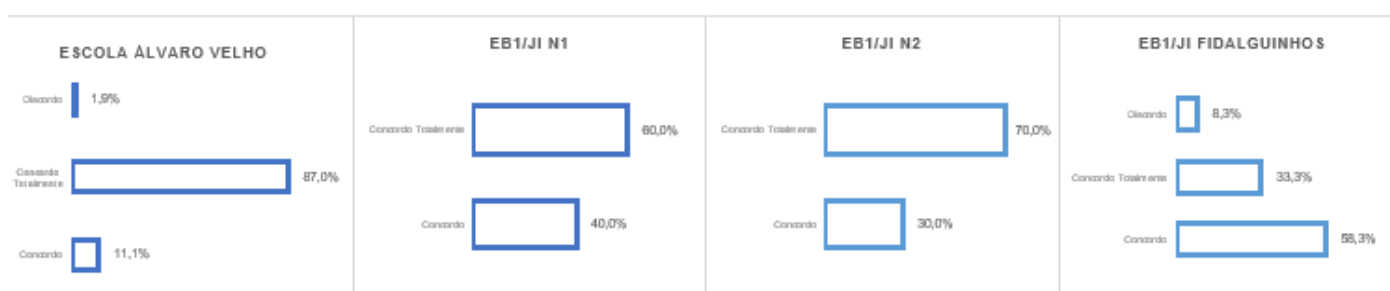 ESCOLA ÁLVARO VELHO
Discordo
1,9%
Concordo
Totalmente
87,0%
Concordo
11,1%
EB1/JI N1
Concordo Totalmente
60,0%
Concordo
40,0%
EB1/JI N2
Concordo Totalmente
70,0%
Concordo
30,0%
EB1/JI FIDALGUINHOS
Discordo
8,3%
Concordo Totalmente
33,3%
Concordo
58,3%